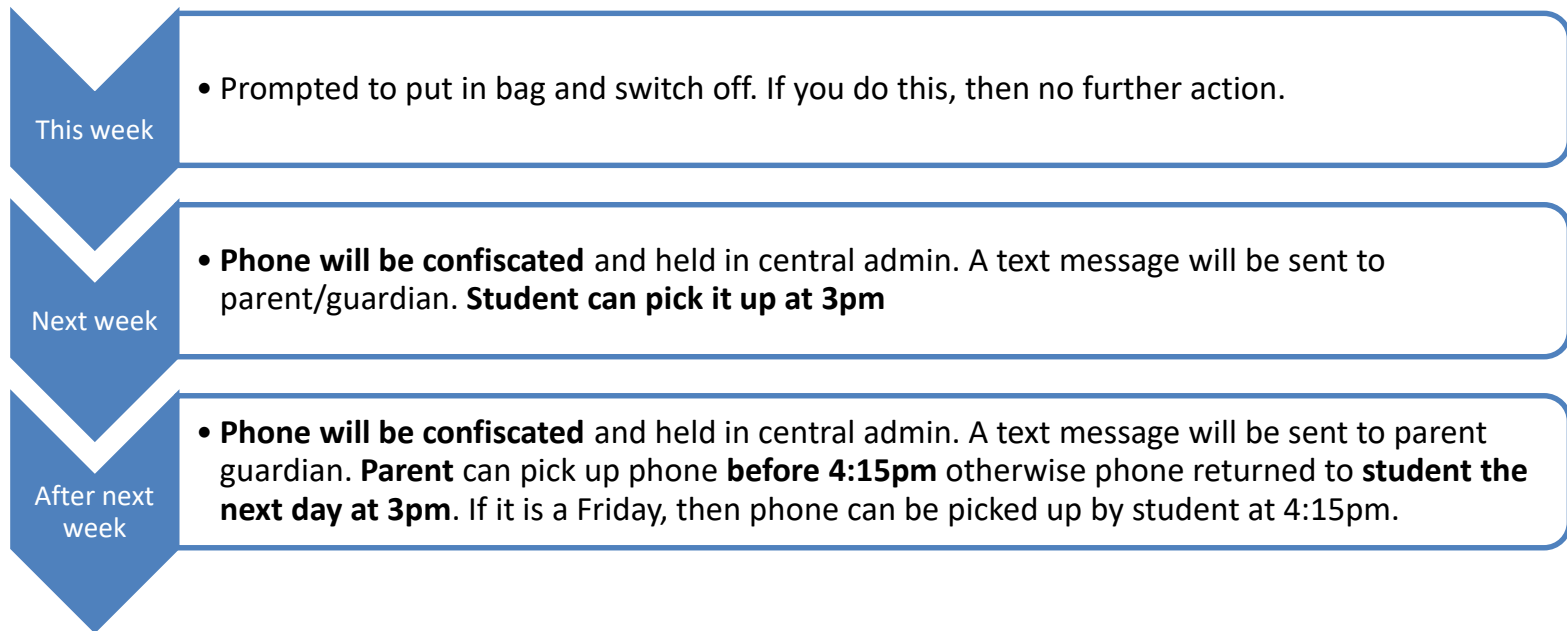 This week
• Prompted to put in bag and switch off. If you do this, then no further action.
Next week
• Phone will be confiscated and held in central admin. A text message will be sent to
parent/guardian. Student can pick it up at 3pm
After next
week
• Phone will be confiscated and held in central admin. A text message will be sent to parent
guardian. Parent can pick up phone before 4:15pm otherwise phone returned to student the
next day at 3pm. If it is a Friday, then phone can be picked up by student at 4:15pm.